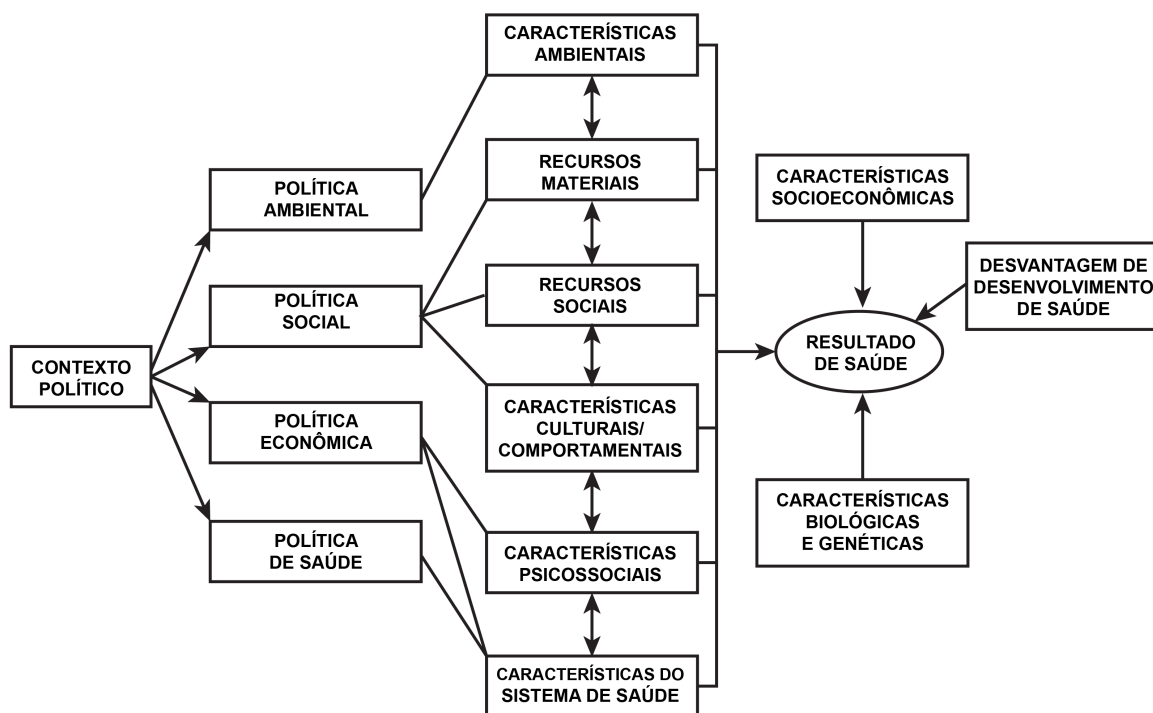 CONTEXTO
POLÍTICO
POLÍTICA
AMBIENTAL
POLÍTICA
SOCIAL
POLÍTICA
ECONÔMICA
POLÍTICA
DE SAÚDE
CARACTERÍSTICAS
AMBIENTAIS
RECURSOS
MATERIAIS
RECURSOS
SOCIAIS
CARACTERÍSTICAS
CULTURAIS/
COMPORTAMENTAIS
CARACTERÍSTICAS
PSICOSSOCIAIS
CARACTERÍSTICAS DO
SISTEMA DE SAÚDE
CARACTERÍSTICAS
SOCIOECONÔMICAS
DESVANTAGEM DE
DESENVOLVIMENTO
DE SAÚDE
RESULTADO
DE SAÚDE
CARACTERÍSTICAS
BIOLÓGICAS
E GENÉTICAS